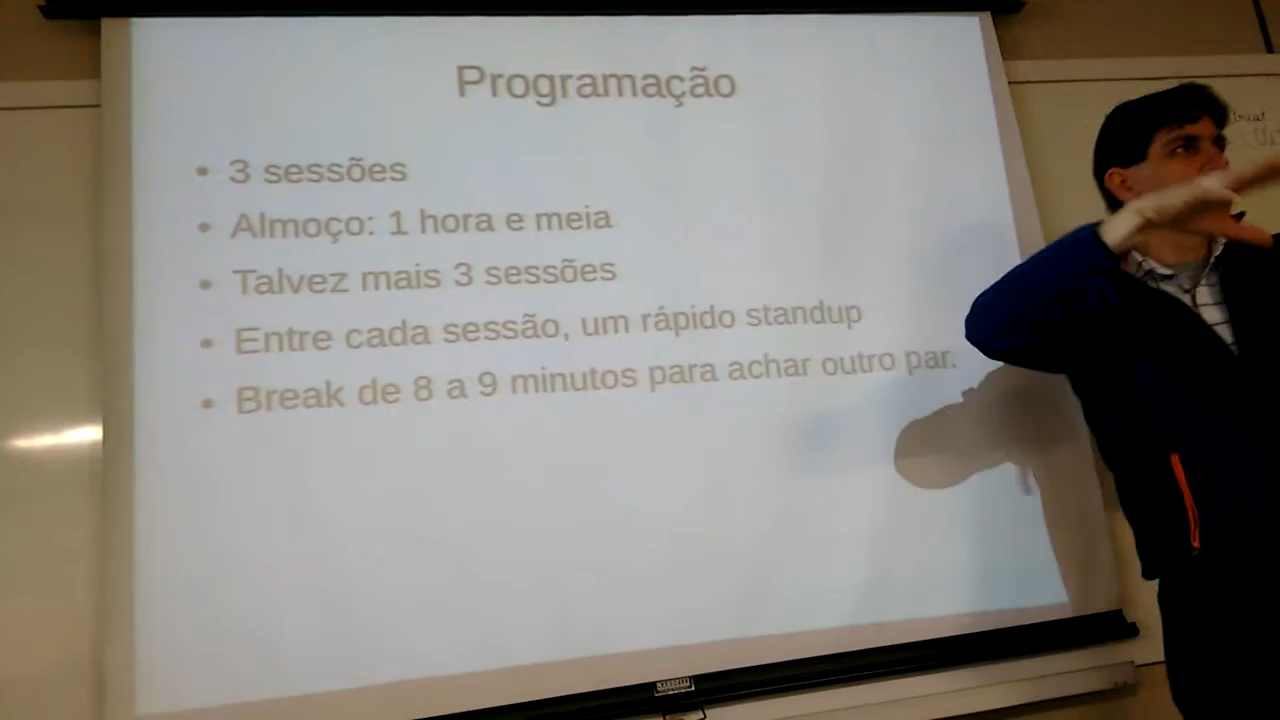 Programação
• 3 sessões
• Almoço: 1 hora e meia
• Talvez mais 3 sessões
• Entre cada sessão, um rápido standup
• Break de 8 a 9 minutos para achar outro par.
NARDELLI